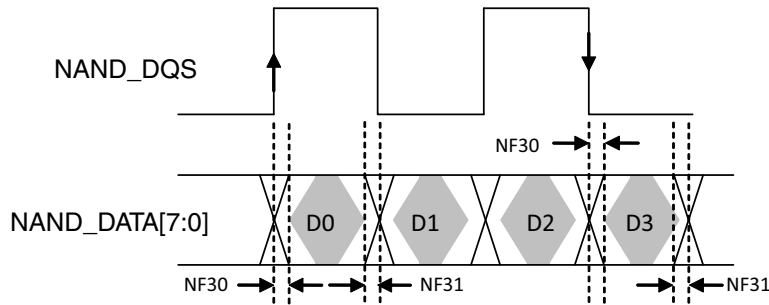 NAND_DQS
NF30
NAND_DATA[7:0] D0 D1 D2 D3
NF30 NF31 NF31